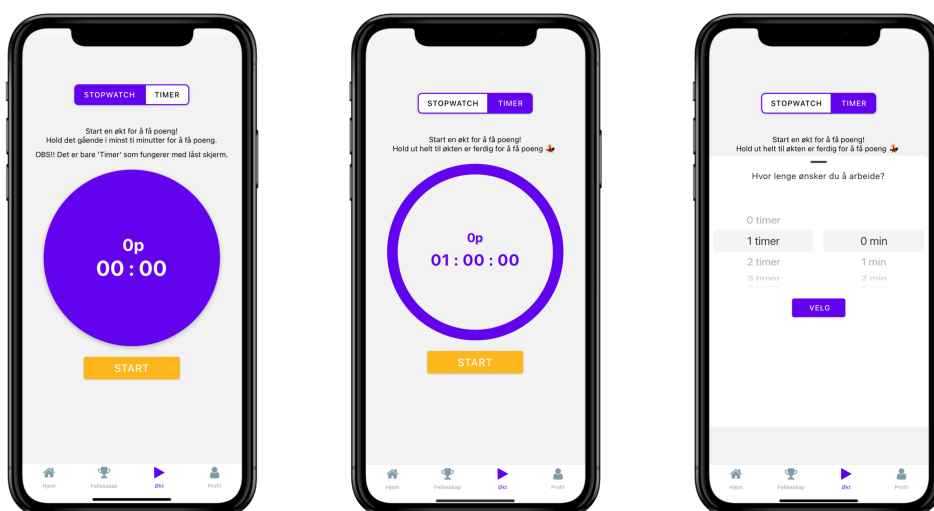 STOPWATCH TIMER
Start en økt for å få poeng!
Hold det gående i minst ti minutter for å få poeng.
OBS!! Det er bare 'Timer' som fungerer med låst skjerm.
0p
00 : 00
START
Hjem Fellesskap Økt Profil
STOPWATCH TIMER
Start en økt for å få poeng!
Hold ut helt til økten er ferdig for å få poeng 💃
0p
01 : 00 : 00
START
Hjem Fellesskap Økt Profil
STOPWATCH TIMER
Start en økt for å få poeng!
Hold ut helt til økten er ferdig for å få poeng 💃
Hvor lenge ønsker du å arbeide?
0 timer
1 timer 0 min
2 timer 1 min
3 timer 2 min
VELG
Hjem Fellesskap Økt Profil